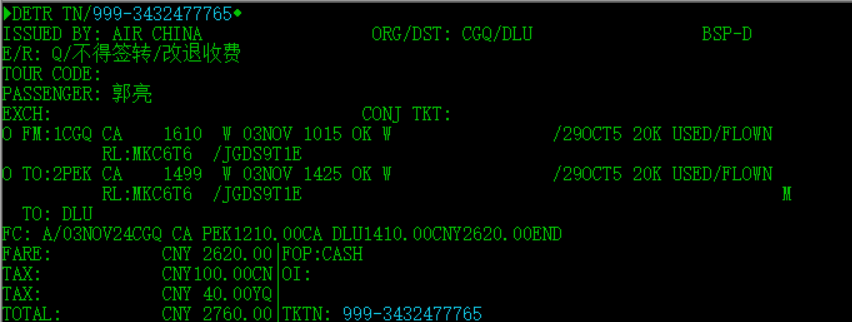 ▶DETR TN/999-3432477765◆
ISSUED BY: AIR CHINA ORG/DST: CGQ/DLU BSP-D
E/R: Q/不得签转/改退收费
TOUR CODE:
PASSENGER: 郭亮
EXCH: CONJ TKT:
O FM:1CGQ CA 1610 W 03NOV 1015 OK W /29OCT5 20K USED/FLOWN
RL:MKC6T6 /JGDS9T1E
O TO:2PEK CA 1499 W 03NOV 1425 OK W /29OCT5 20K USED/FLOWN
RL:MKC6T6 /JGDS9T1E M
TO: DLU
FC: A/03NOV24CGQ CA PEK1210.00CA DLU1410.00CNY2620.00END
FARE: CNY 2620.00|FOP:CASH
TAX: CNY100.00CN|OI:
TAX: CNY 40.00YQ|
TOTAL: CNY 2760.00|TKTN: 999-3432477765